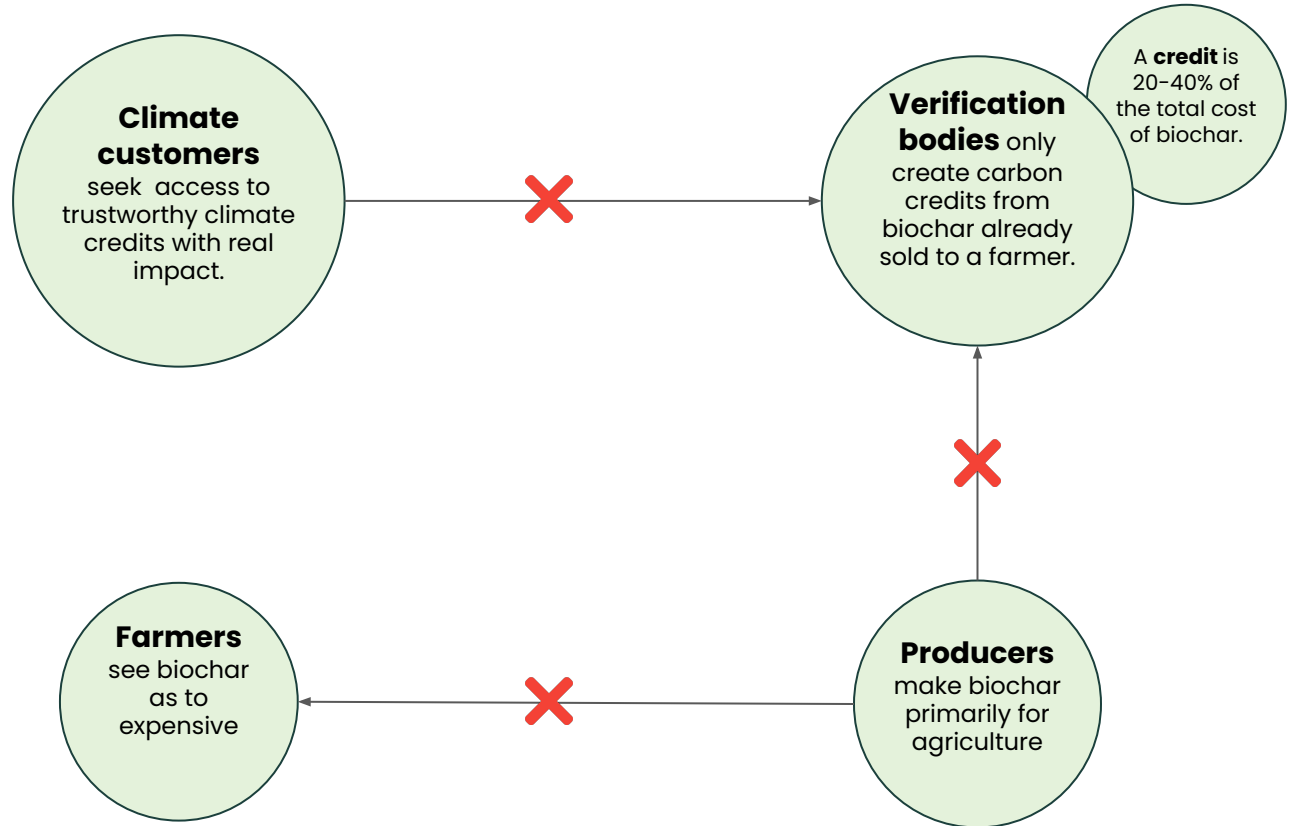 Climate
customers
seek access to
trustworthy climate
credits with real
impact.
Verification
bodies only
create carbon
credits from
biochar already
sold to a farmer.
A credit is
20-40% of
the total cost
of biochar.
Farmers
see biochar
as to
expensive
Producers
make biochar
primarily for
agriculture